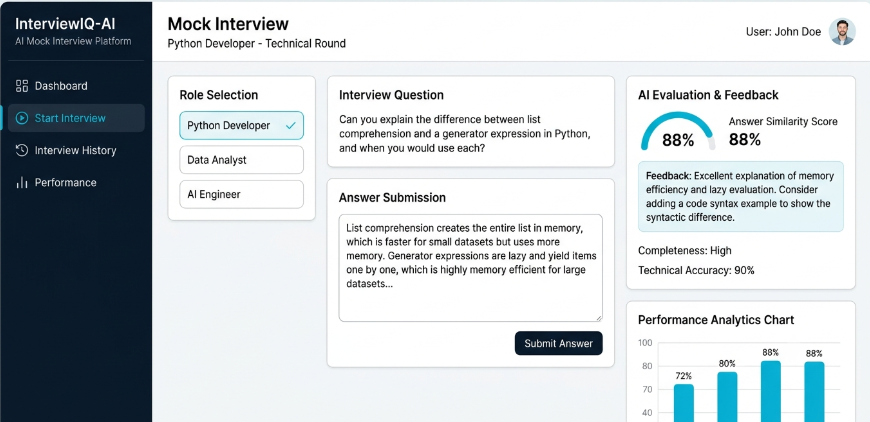 InterviewIQ-AI
AI Mock Interview Platform
Dashboard
Start Interview
Interview History
Performance
Mock Interview
Python Developer - Technical Round
User: John Doe
Role Selection
Python Developer
Data Analyst
AI Engineer
Interview Question
Can you explain the difference between list
comprehension and a generator expression in Python,
and when you would use each?
Answer Submission
List comprehension creates the entire list in memory,
which is faster for small datasets but uses more
memory. Generator expressions are lazy and yield items
one by one, which is highly memory efficient for large
datasets...
Submit Answer
AI Evaluation & Feedback
88%
Answer Similarity Score
88%
Feedback: Excellent explanation of memory
efficiency and lazy evaluation. Consider
adding a code syntax example to show the
syntactic difference.
Completeness: High
Technical Accuracy: 90%
Performance Analytics Chart
100
80
70
40
72%
80%
88%
88%